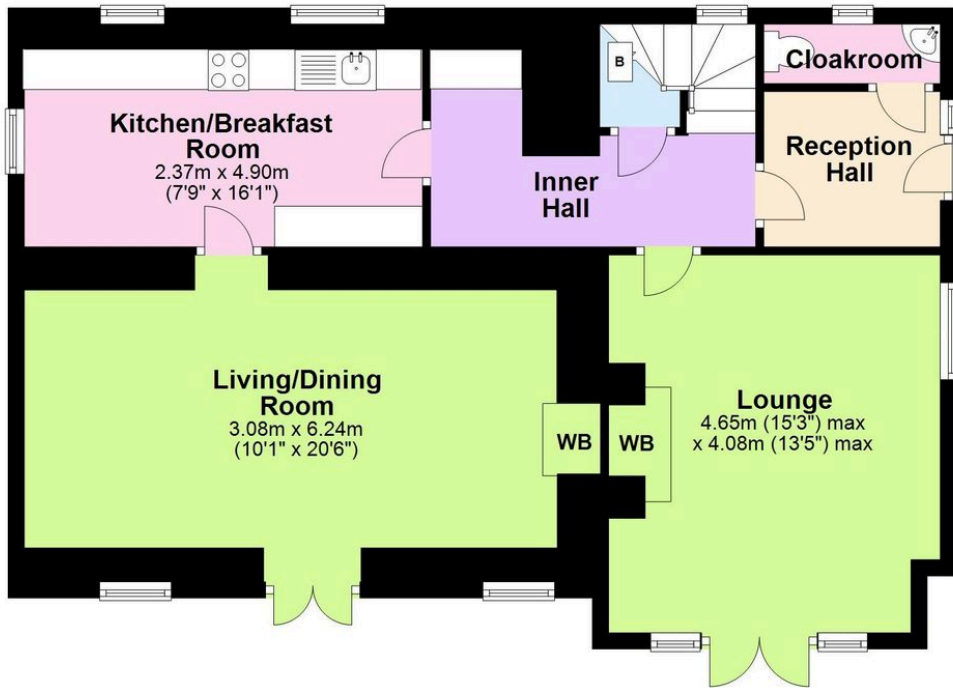 B
Cloakroom
Kitchen/Breakfast
Room
2.37m x 4.90m
(7'9" x 16'1")
Reception
Hall
Inner
Hall
Living/Dining
Room
3.08m x 6.24m
(10'1" x 20'6")
WB
WB
Lounge
4.65m (15'3") max
x 4.08m (13'5") max